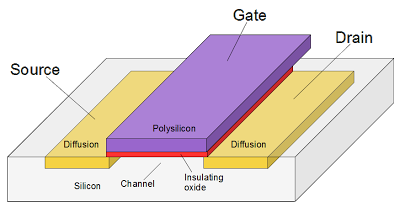 Gate
Drain
Source
Polysilicon
Diffusion
Diffusion
Insulating
oxide
Channel
Silicon